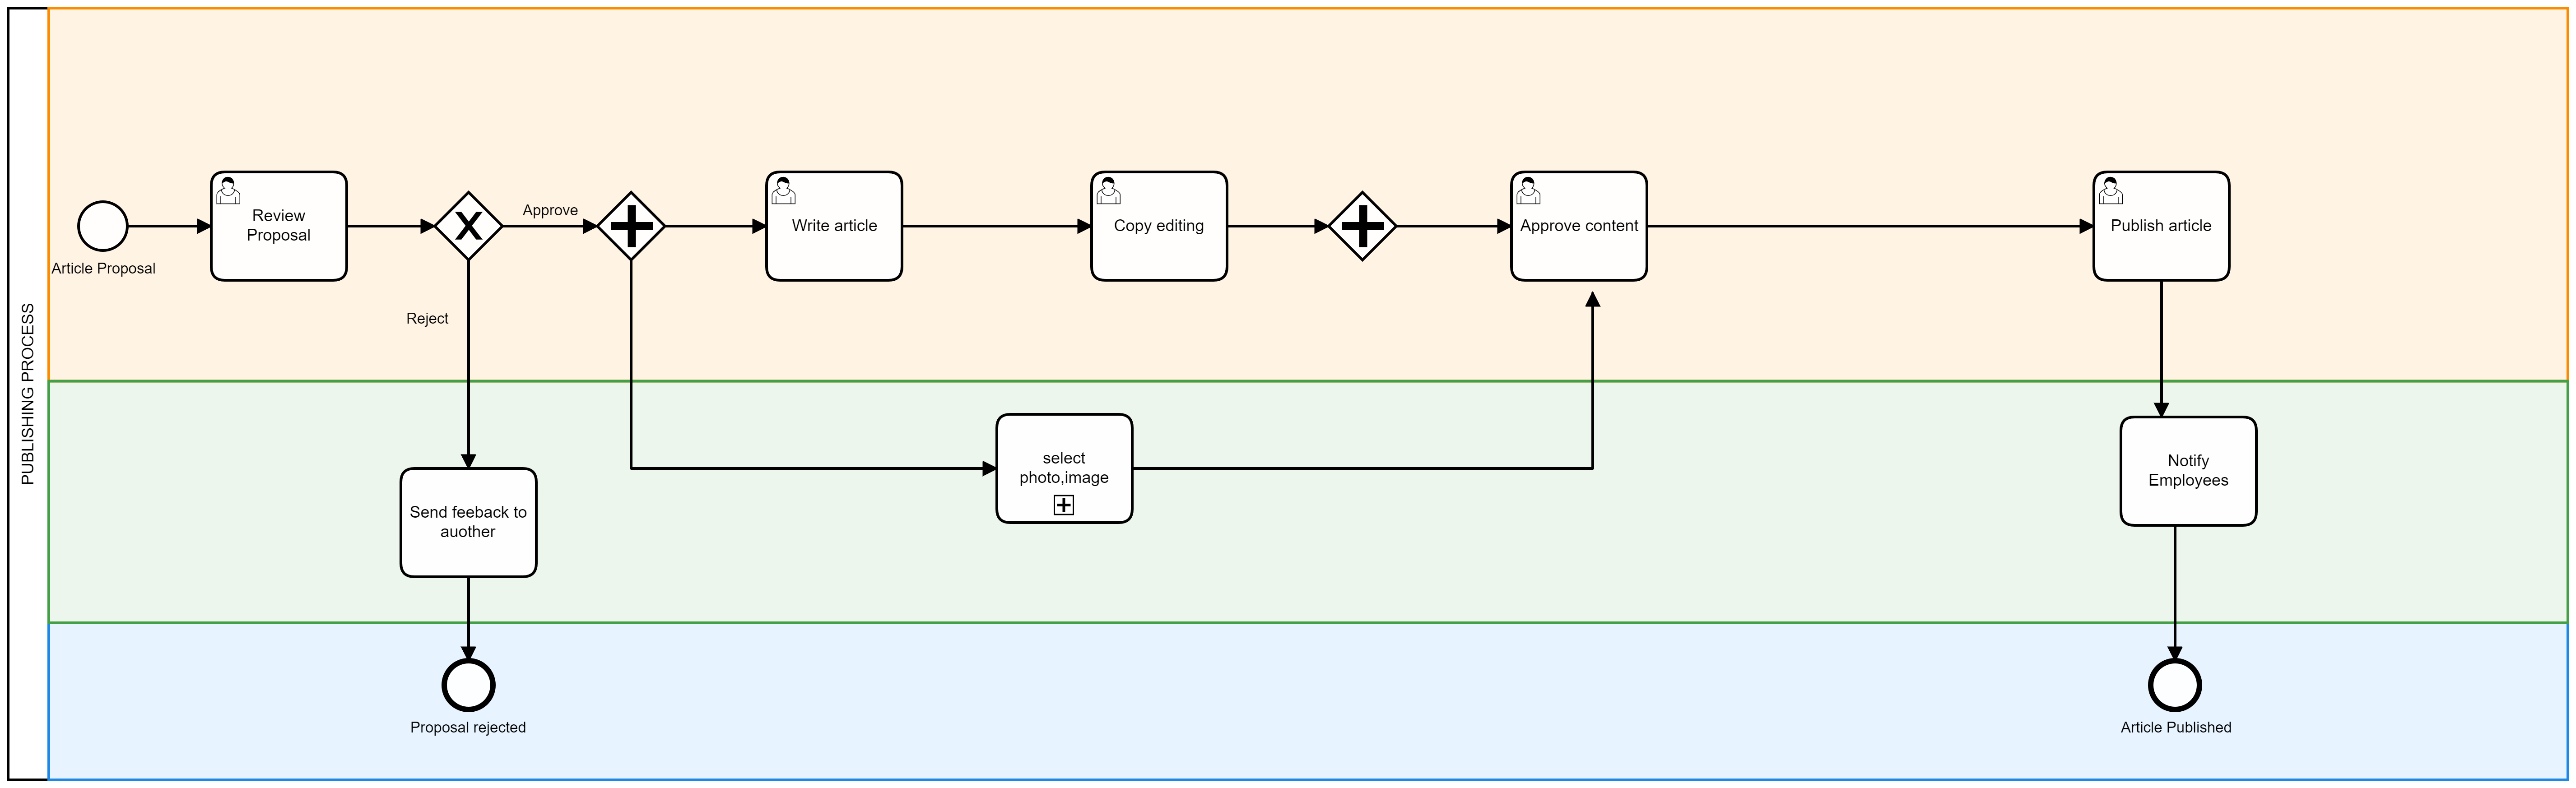 PUBLISHING PROCESS
Article Proposal
Review
Proposal
Approve
Reject
Write article
Copy editing
Approve content
Publish article
Send feeback to
auother
select
photo,image
Notify
Employees
Proposal rejected
Article Published